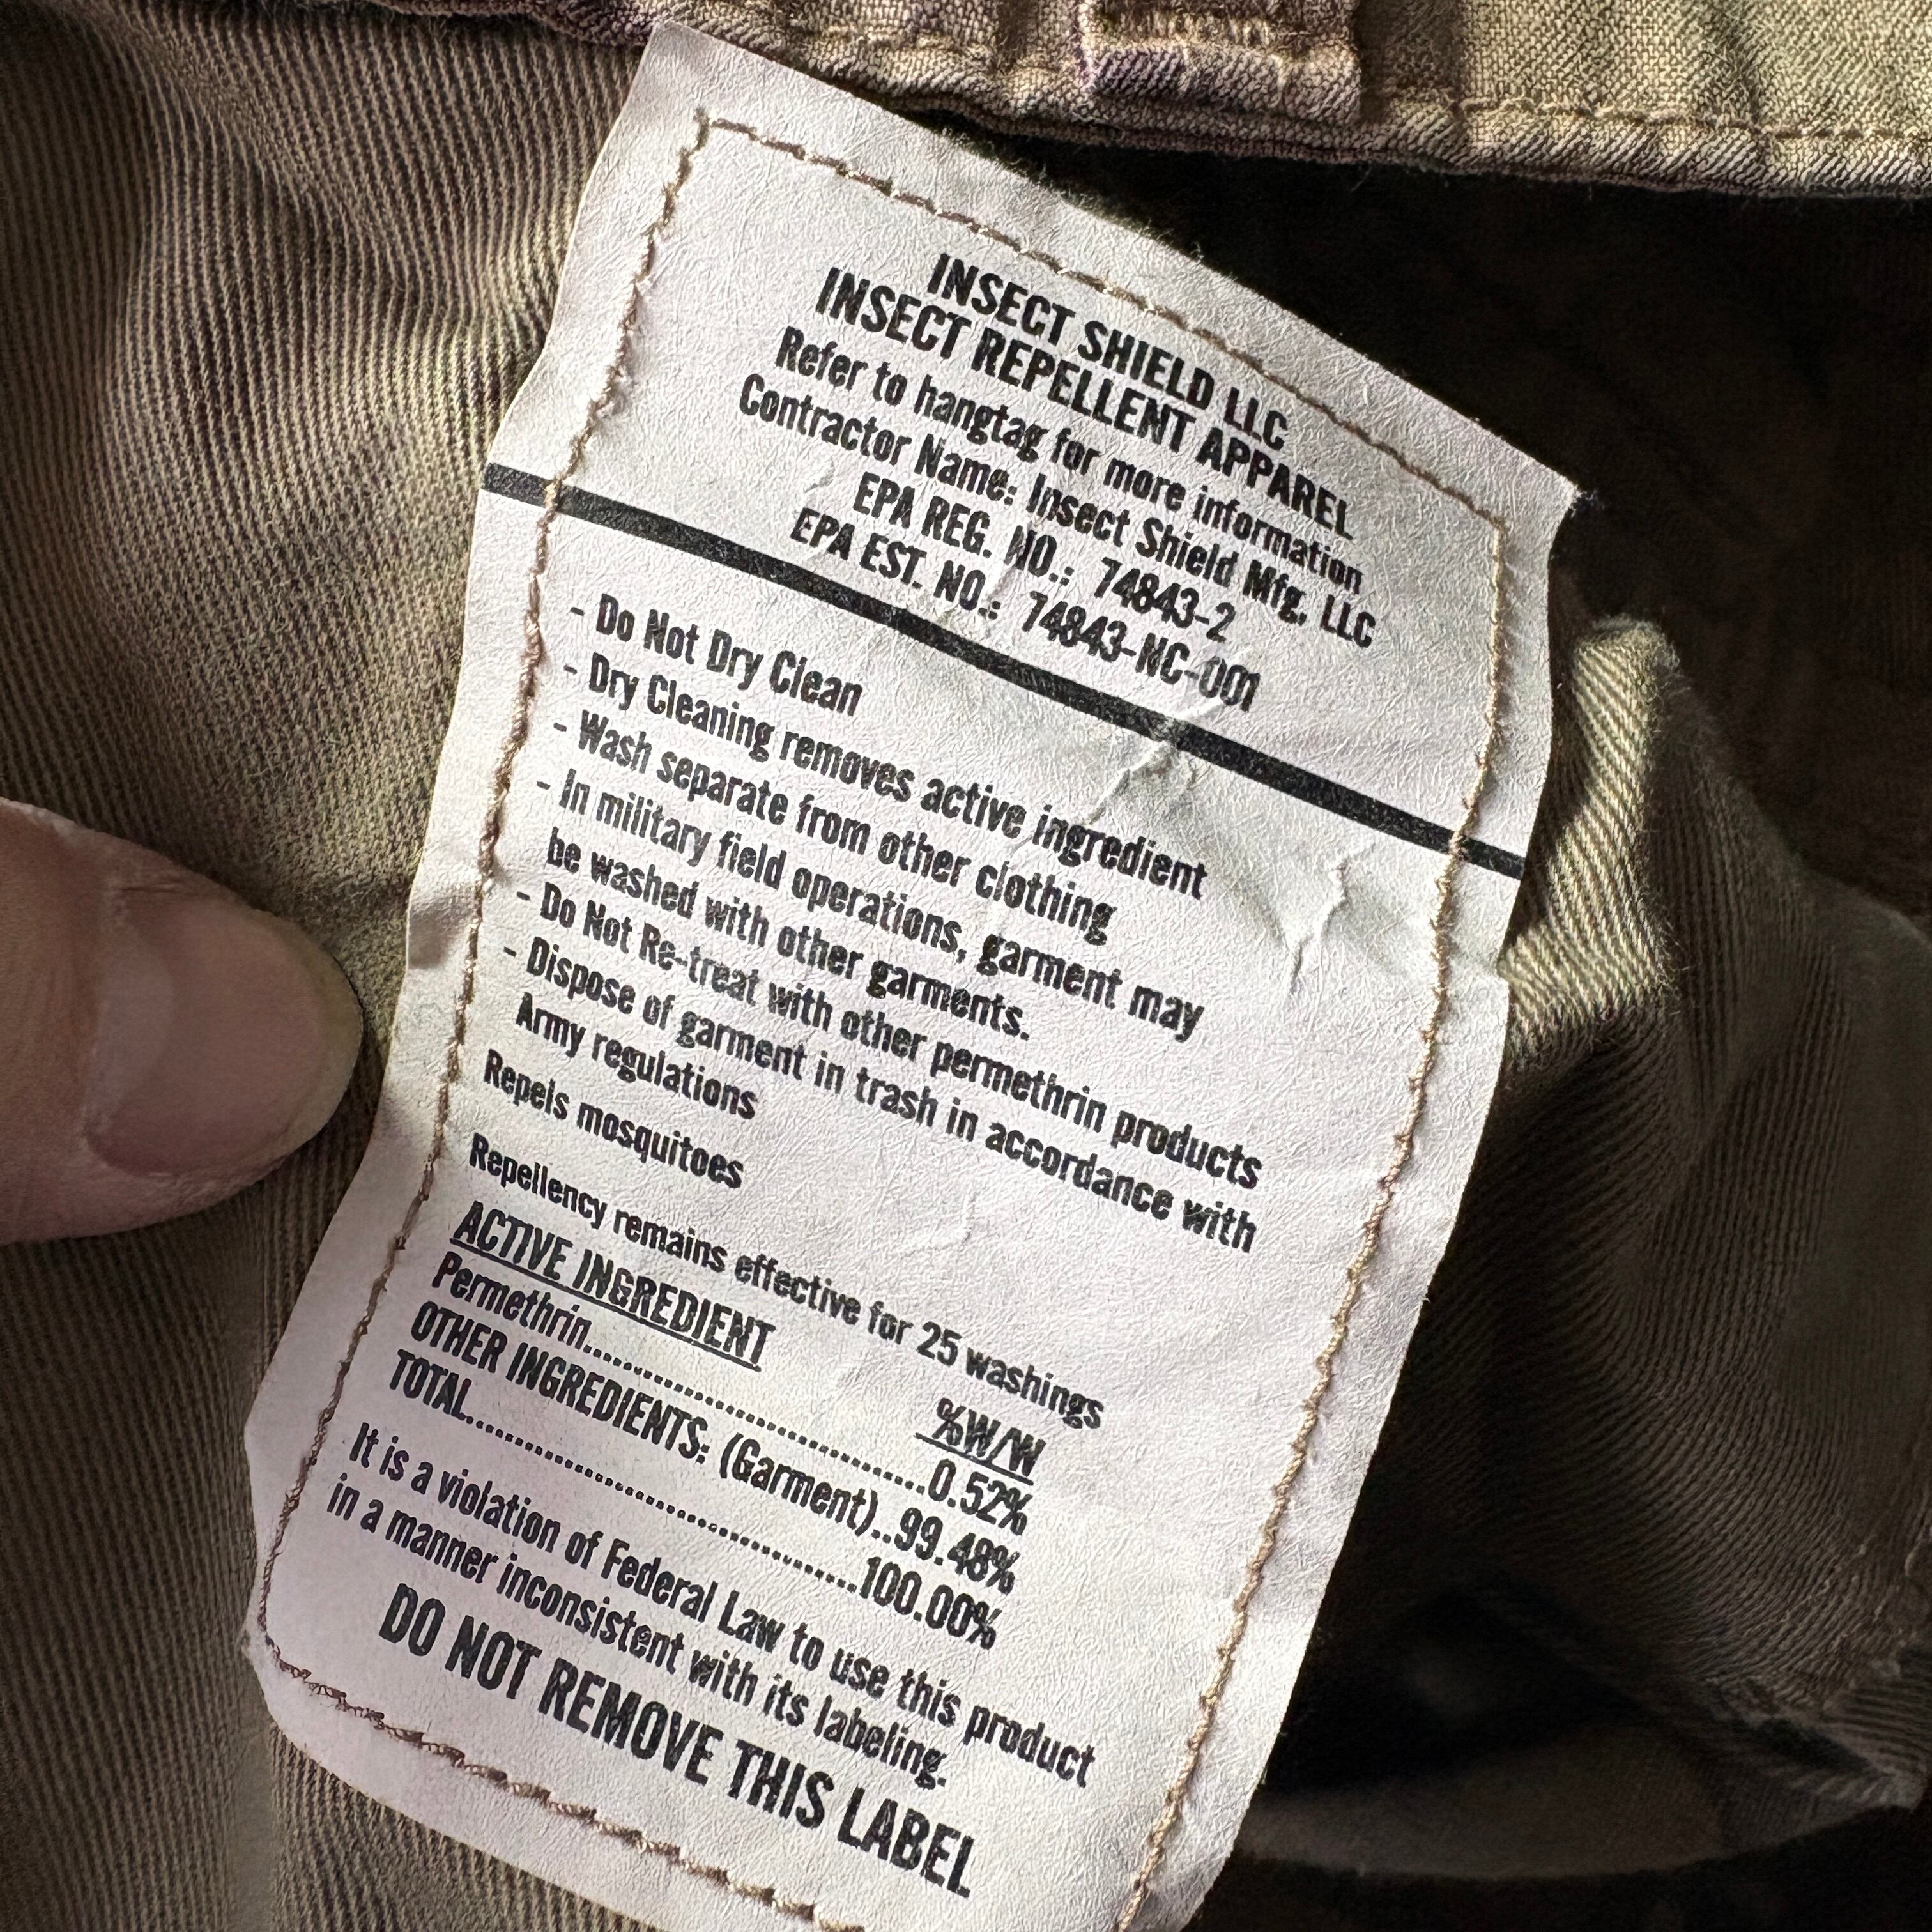 INSECT SHIELD LLC
INSECT REPELLENT APPAREL
Refer to hangtag for more information
Contractor Name: Insect Shield Mfg. LLC
EPA REG. NO.: 74843-2
EPA EST. NO.: 74843-NC-001
- Do Not Dry Clean
- Dry Cleaning removes active ingredient
- Wash separate from other clothing
- In military field operations, garment may
be washed with other garments.
- Do Not Re-treat with other permethrin products
- Dispose of garment in trash in accordance with
Army regulations
Repels mosquitoes
Repellency remains effective for 25 washings
ACTIVE INGREDIENT %W/W
Permethrin........................................0.52%
OTHER INGREDIENTS: (Garment)..99.48%
TOTAL..............................................100.00%
It is a violation of Federal Law to use this product
in a manner inconsistent with its labeling.
DO NOT REMOVE THIS LABEL